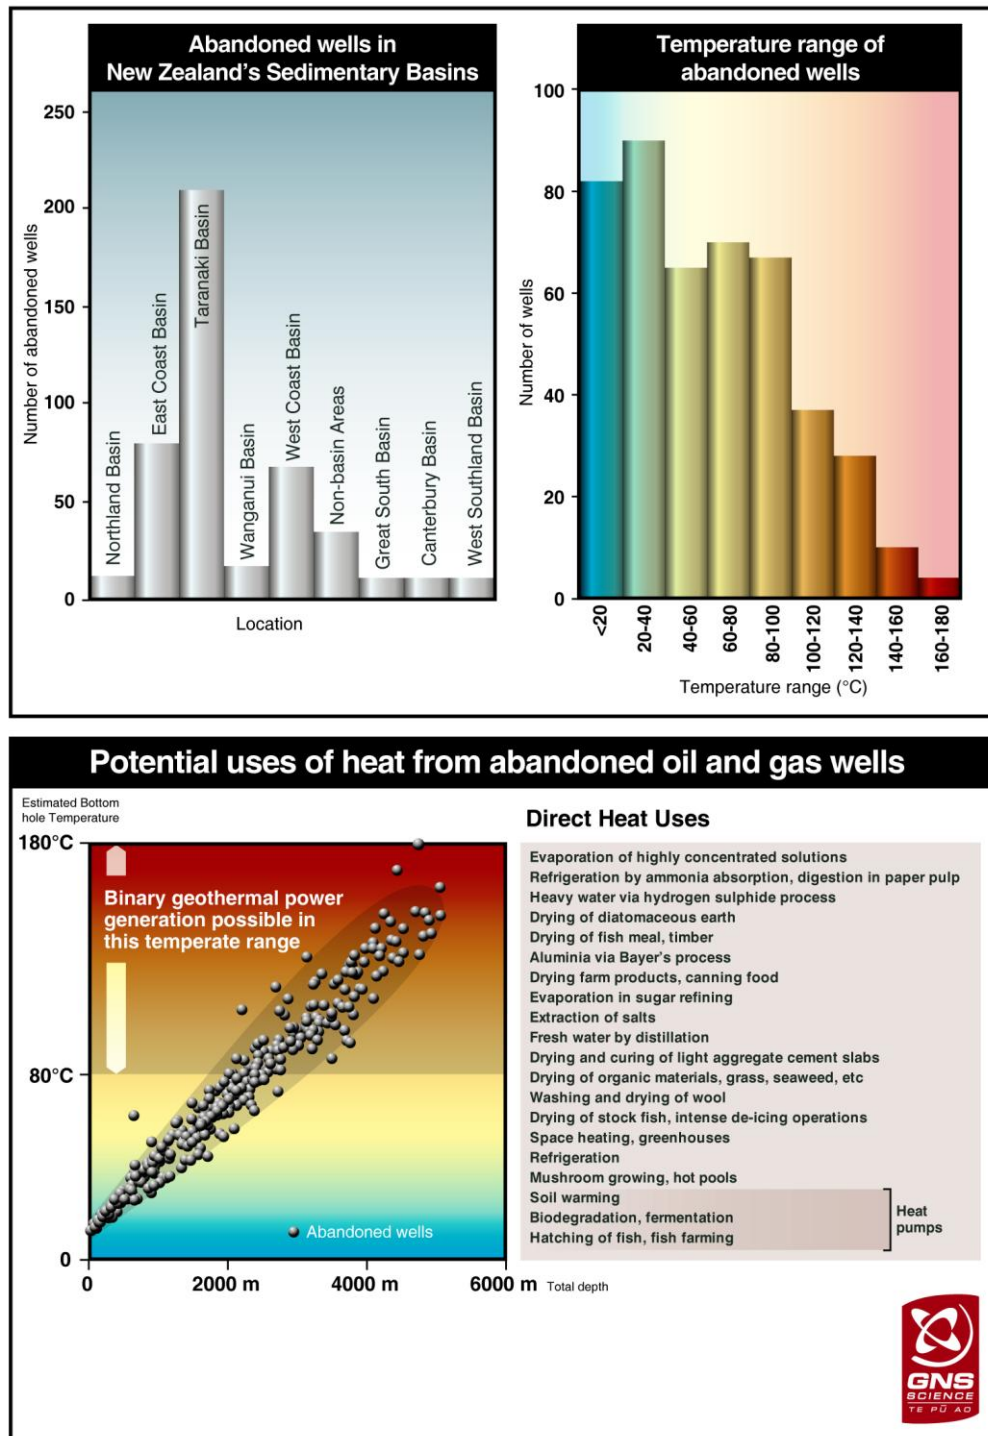 Abandoned wells in
New Zealand's Sedimentary Basins
250
200
150
100
50
0
Number of abandoned wells
Northland Basin
East Coast Basin
Taranaki Basin
Wanganui Basin
West Coast Basin
Non-basin Areas
Great South Basin
Canterbury Basin
West Southland Basin
Location
Temperature range of
abandoned wells
100
80
60
40
20
0
Number of wells
<20
20-40
40-60
60-80
80-100
100-120
120-140
140-160
160-180
Temperature range (°C)
Potential uses of heat from abandoned oil and gas wells
Estimated Bottom
hole Temperature
180°C
80°C
0
Binary geothermal power
generation possible in
this temperate range
Abandoned wells
0
2000 m
4000 m
6000 m
Total depth
Direct Heat Uses
Evaporation of highly concentrated solutions
Refrigeration by ammonia absorption, digestion in paper pulp
Heavy water via hydrogen sulphide process
Drying of diatomaceous earth
Drying of fish meal, timber
Aluminia via Bayer's process
Drying farm products, canning food
Evaporation in sugar refining
Extraction of salts
Fresh water by distillation
Drying and curing of light aggregate cement slabs
Drying of organic materials, grass, seaweed, etc
Washing and drying of wool
Drying of stock fish, intense de-icing operations
Space heating, greenhouses
Refrigeration
Mushroom growing, hot pools
Soil warming
Biodegradation, fermentation
Hatching of fish, fish farming
Heat
pumps
GNS
SCIENCE
TE PŪ AO